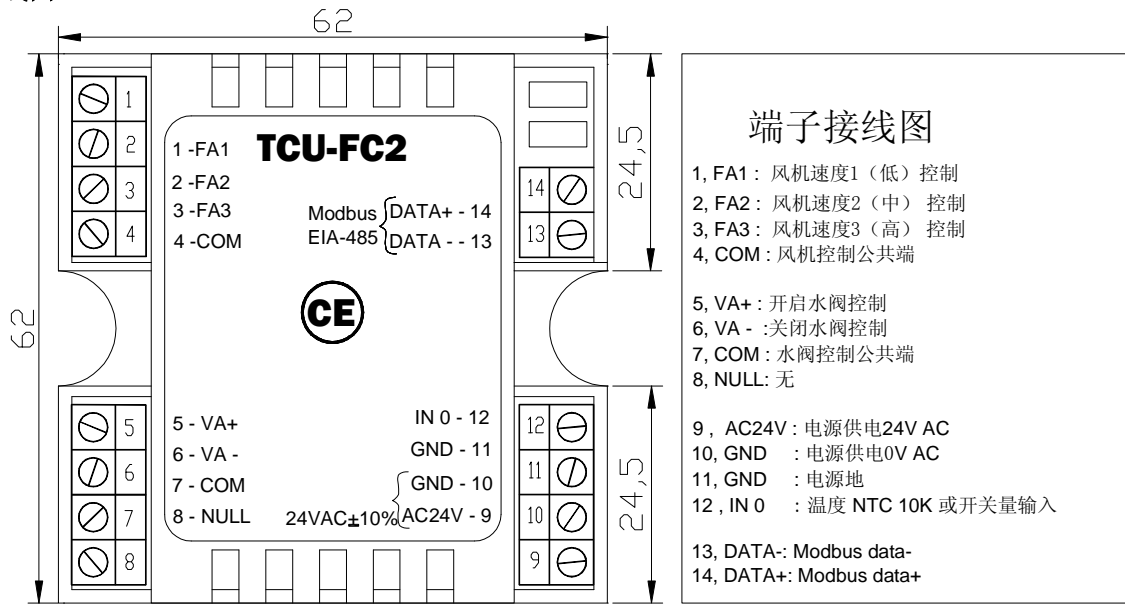 62
62
24,5
24,5
1
2
3
4
5
6
7
8
14
13
12
11
10
9
TCU-FC2
1 -FA1
2 -FA2
3 -FA3
4 -COM
Modbus
EIA-485
DATA+ - 14
DATA - - 13
CE
5 - VA+
6 - VA -
7 - COM
8 - NULL
IN 0 - 12
GND - 11
GND - 10
24VAC±10%
AC24V - 9
端子接线图
1, FA1 : 风机速度1（低）控制
2, FA2 : 风机速度2（中） 控制
3, FA3 : 风机速度3（高） 控制
4, COM : 风机控制公共端
5, VA+ : 开启水阀控制
6, VA - :关闭水阀控制
7, COM : 水阀控制公共端
8, NULL: 无
9 , AC24V : 电源供电24V AC
10, GND : 电源供电0V AC
11, GND : 电源地
12 , IN 0 : 温度 NTC 10K 或开关量输入
13, DATA-: Modbus data-
14, DATA+: Modbus data+